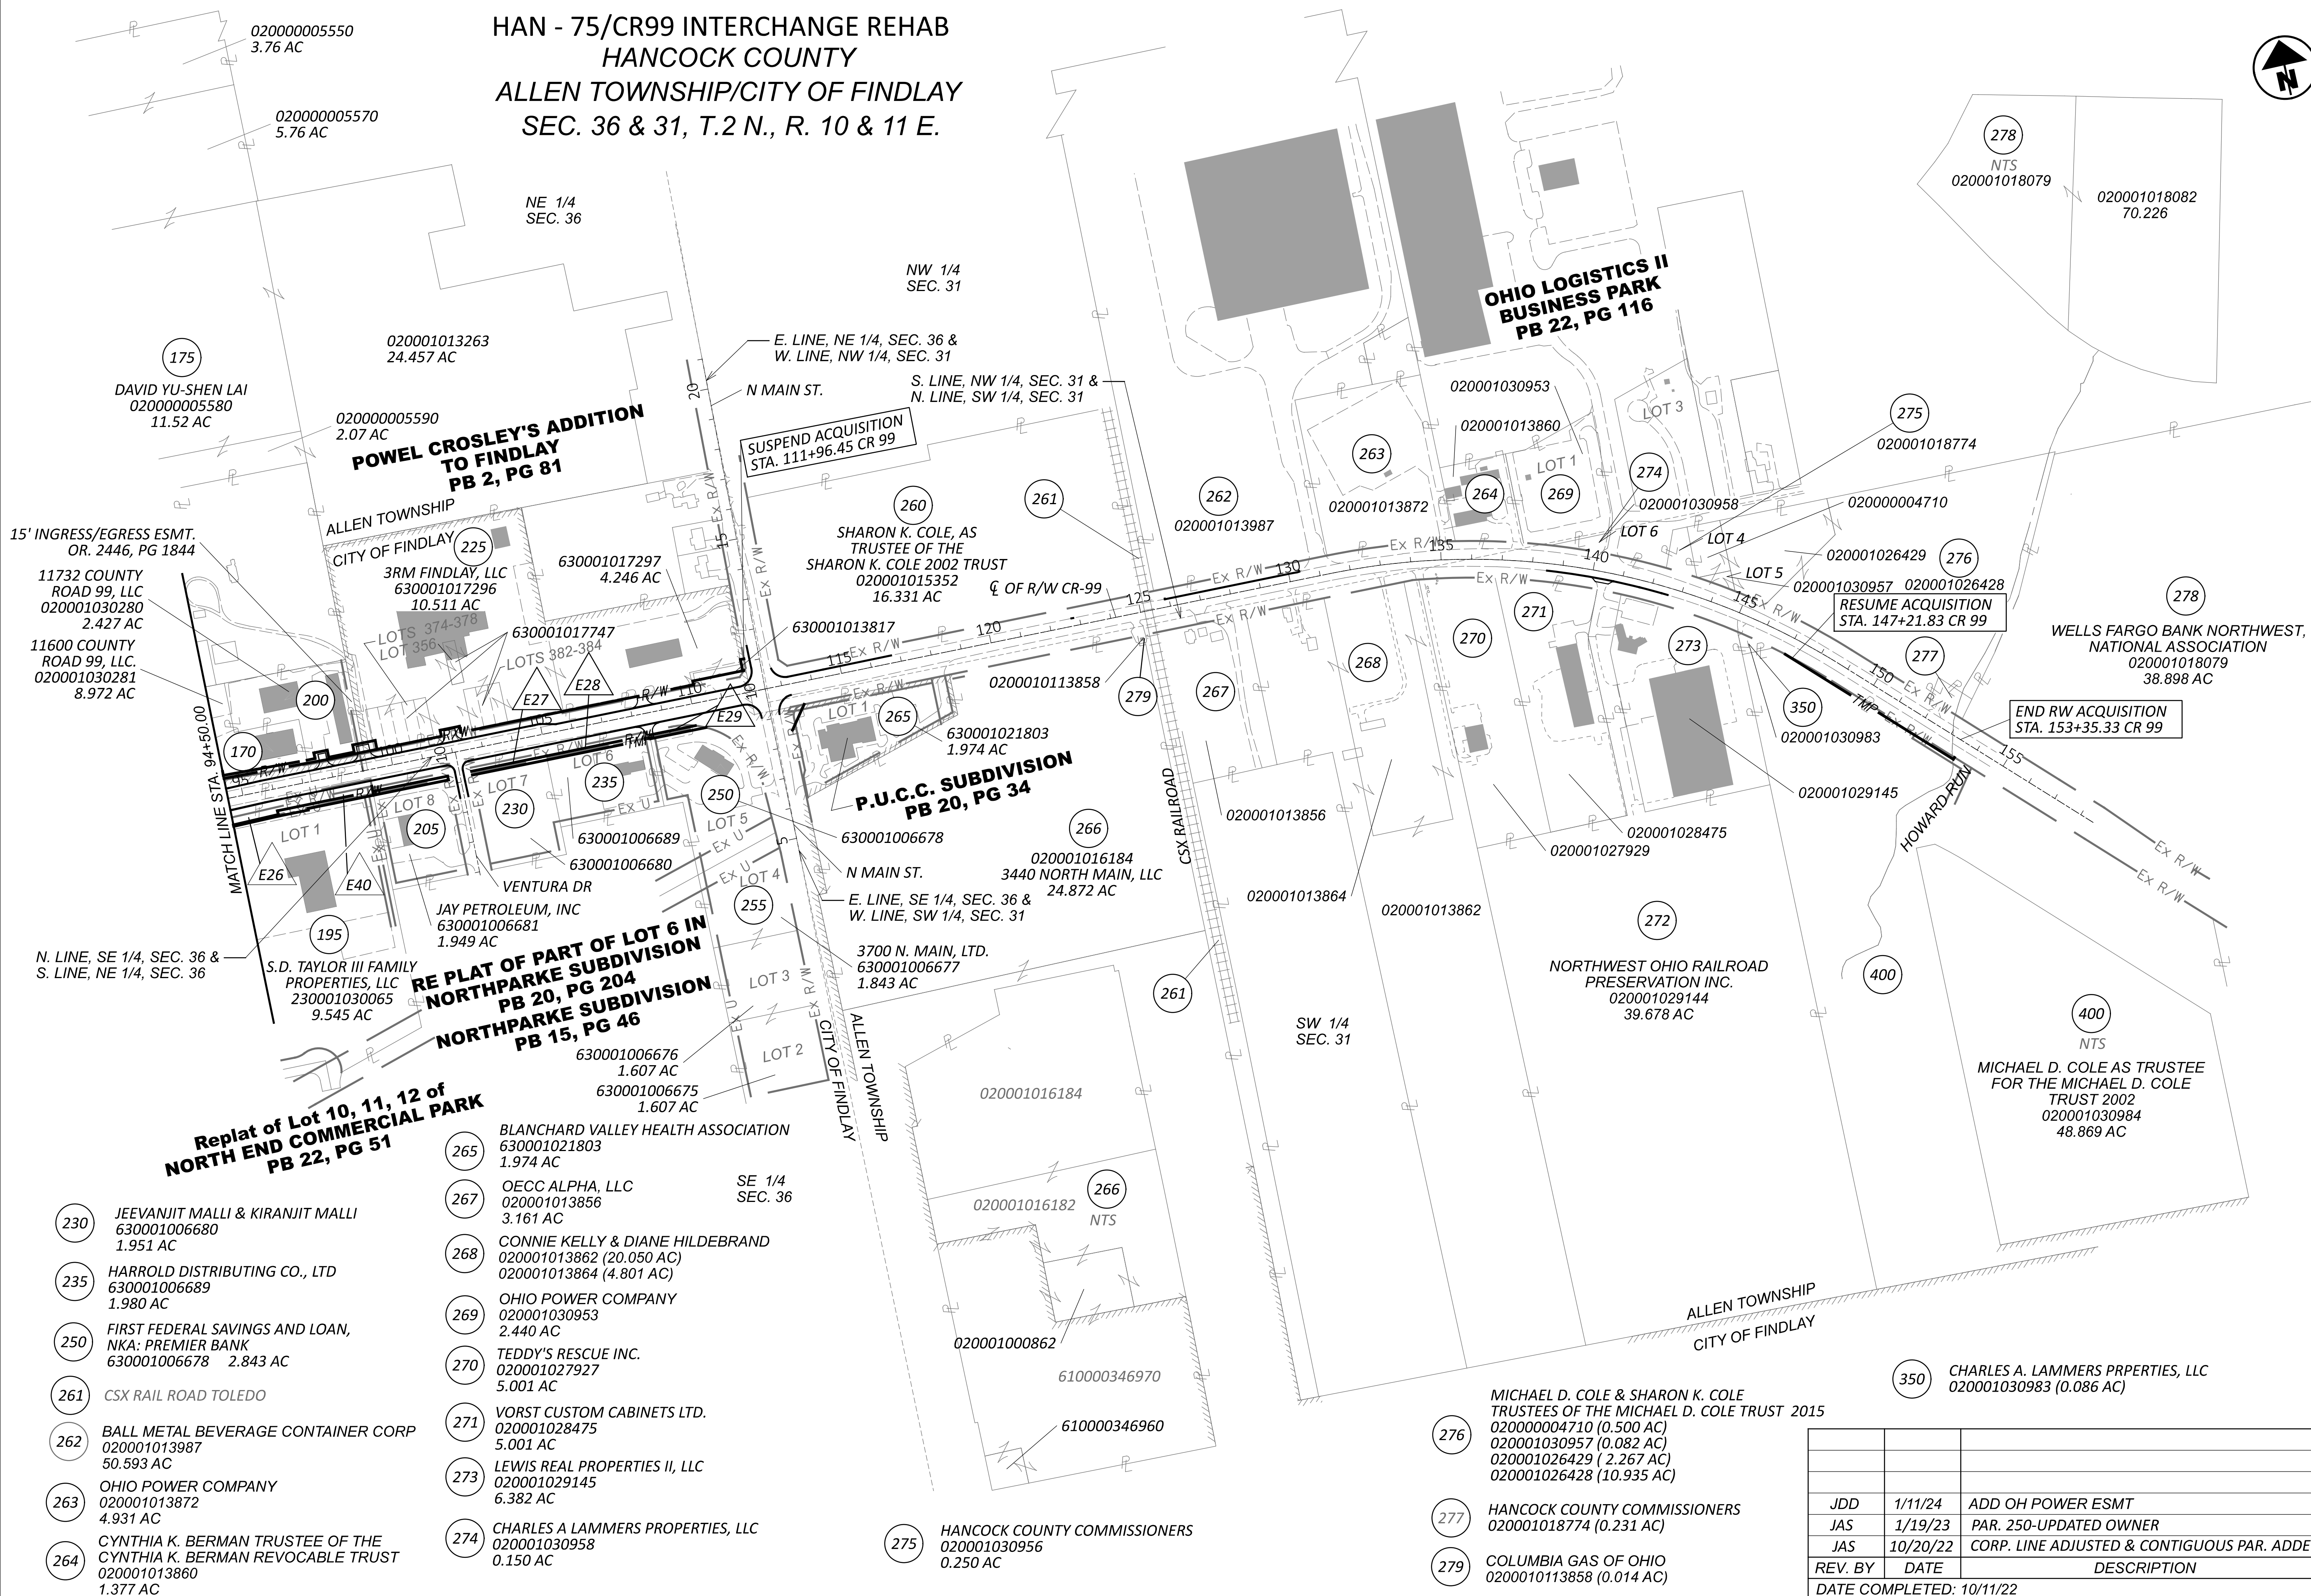 HAN - 75/CR99 INTERCHANGE REHAB
HANCOCK COUNTY
ALLEN TOWNSHIP/CITY OF FINDLAY
SEC. 36 & 31, T.2 N., R. 10 & 11 E.
N
020000005550
3.76 AC
020000005570
5.76 AC
NE 1/4
SEC. 36
NW 1/4
SEC. 31
278
NTS
020001018079
020001018082
70.226
175
DAVID YU-SHEN LAI
020000005580
11.52 AC
020001013263
24.457 AC
020000005590
2.07 AC
POWEL CROSLEY'S ADDITION
TO FINDLAY
PB 2, PG 81
E. LINE, NE 1/4, SEC. 36 &
W. LINE, NW 1/4, SEC. 31
N MAIN ST.
S. LINE, NW 1/4, SEC. 31 &
N. LINE, SW 1/4, SEC. 31
SUSPEND ACQUISITION
STA. 111+96.45 CR 99
OHIO LOGISTICS II
BUSINESS PARK
PB 22, PG 116
020001030953
020001013860
LOT 3
275
020001018774
263
020001013872
264
LOT 1
269
274
020001030958
LOT 6
LOT 4
020000004710
020001026429
276
LOT 5
020001030957
020001026428
RESUME ACQUISITION
STA. 147+21.83 CR 99
278
WELLS FARGO BANK NORTHWEST,
NATIONAL ASSOCIATION
020001018079
38.898 AC
277
END RW ACQUISITION
STA. 153+35.33 CR 99
ALLEN TOWNSHIP
CITY OF FINDLAY
15' INGRESS/EGRESS ESMT.
OR. 2446, PG 1844
11732 COUNTY
ROAD 99, LLC
020001030280
2.427 AC
11600 COUNTY
ROAD 99, LLC.
020001030281
8.972 AC
225
3RM FINDLAY, LLC
630001017296
10.511 AC
LOTS 374-378
LOT 356
630001017747
LOTS 382-384
630001017297
4.246 AC
630001013817
260
SHARON K. COLE, AS
TRUSTEE OF THE
SHARON K. COLE 2002 TRUST
020001015352
16.331 AC
261
262
020001013987
℄ OF R/W CR-99
20
15
10
5
95
100
105
110
115
120
125
130
135
140
145
150
155
Ex R/W
R/W
TMP
Ex U
E27
E28
E29
E26
E40
200
170
MATCH LINE STA. 94+50.00
LOT 1
195
S.D. TAYLOR III FAMILY
PROPERTIES, LLC
230001030065
9.545 AC
N. LINE, SE 1/4, SEC. 36 &
S. LINE, NE 1/4, SEC. 36
LOT 8
205
JAY PETROLEUM, INC
630001006681
1.949 AC
VENTURA DR
LOT 7
230
LOT 6
235
630001006689
630001006680
250
LOT 5
630001006678
LOT 4
255
N MAIN ST.
E. LINE, SE 1/4, SEC. 36 &
W. LINE, SW 1/4, SEC. 31
3700 N. MAIN, LTD.
630001006677
1.843 AC
LOT 1
265
630001021803
1.974 AC
P.U.C.C. SUBDIVISION
PB 20, PG 34
0200010113858
279
267
020001013856
266
020001016184
3440 NORTH MAIN, LLC
24.872 AC
CSX RAILROAD
268
020001013864
020001013862
270
020001027929
271
020001028475
273
020001029145
350
020001030983
HOWARD RUN
272
NORTHWEST OHIO RAILROAD
PRESERVATION INC.
020001029144
39.678 AC
400
400
NTS
MICHAEL D. COLE AS TRUSTEE
FOR THE MICHAEL D. COLE
TRUST 2002
020001030984
48.869 AC
RE PLAT OF PART OF LOT 6 IN
NORTHPARKE SUBDIVISION
PB 20, PG 204
NORTHPARKE SUBDIVISION
PB 15, PG 46
LOT 3
630001006676
1.607 AC
LOT 2
630001006675
1.607 AC
CITY OF FINDLAY
ALLEN TOWNSHIP
261
SW 1/4
SEC. 31
020001016184
020001016182
266
NTS
020001000862
610000346970
610000346960
ALLEN TOWNSHIP
CITY OF FINDLAY
Replat of Lot 10, 11, 12 of
NORTH END COMMERCIAL PARK
PB 22, PG 51
SE 1/4
SEC. 36
230
JEEVANJIT MALLI & KIRANJIT MALLI
630001006680
1.951 AC
235
HARROLD DISTRIBUTING CO., LTD
630001006689
1.980 AC
250
FIRST FEDERAL SAVINGS AND LOAN,
NKA: PREMIER BANK
630001006678 2.843 AC
261
CSX RAIL ROAD TOLEDO
262
BALL METAL BEVERAGE CONTAINER CORP
020001013987
50.593 AC
263
OHIO POWER COMPANY
020001013872
4.931 AC
264
CYNTHIA K. BERMAN TRUSTEE OF THE
CYNTHIA K. BERMAN REVOCABLE TRUST
020001013860
1.377 AC
265
BLANCHARD VALLEY HEALTH ASSOCIATION
630001021803
1.974 AC
267
OECC ALPHA, LLC
020001013856
3.161 AC
268
CONNIE KELLY & DIANE HILDEBRAND
020001013862 (20.050 AC)
020001013864 (4.801 AC)
269
OHIO POWER COMPANY
020001030953
2.440 AC
270
TEDDY'S RESCUE INC.
020001027927
5.001 AC
271
VORST CUSTOM CABINETS LTD.
020001028475
5.001 AC
273
LEWIS REAL PROPERTIES II, LLC
020001029145
6.382 AC
274
CHARLES A LAMMERS PROPERTIES, LLC
020001030958
0.150 AC
275
HANCOCK COUNTY COMMISSIONERS
020001030956
0.250 AC
276
MICHAEL D. COLE & SHARON K. COLE
TRUSTEES OF THE MICHAEL D. COLE TRUST 2015
020000004710 (0.500 AC)
020001030957 (0.082 AC)
020001026429 ( 2.267 AC)
020001026428 (10.935 AC)
277
HANCOCK COUNTY COMMISSIONERS
020001018774 (0.231 AC)
279
COLUMBIA GAS OF OHIO
0200010113858 (0.014 AC)
350
CHARLES A. LAMMERS PRPERTIES, LLC
020001030983 (0.086 AC)
JDD 1/11/24 ADD OH POWER ESMT
JAS 1/19/23 PAR. 250-UPDATED OWNER
JAS 10/20/22 CORP. LINE ADJUSTED & CONTIGUOUS PAR. ADDE
REV. BY DATE DESCRIPTION
DATE COMPLETED: 10/11/22